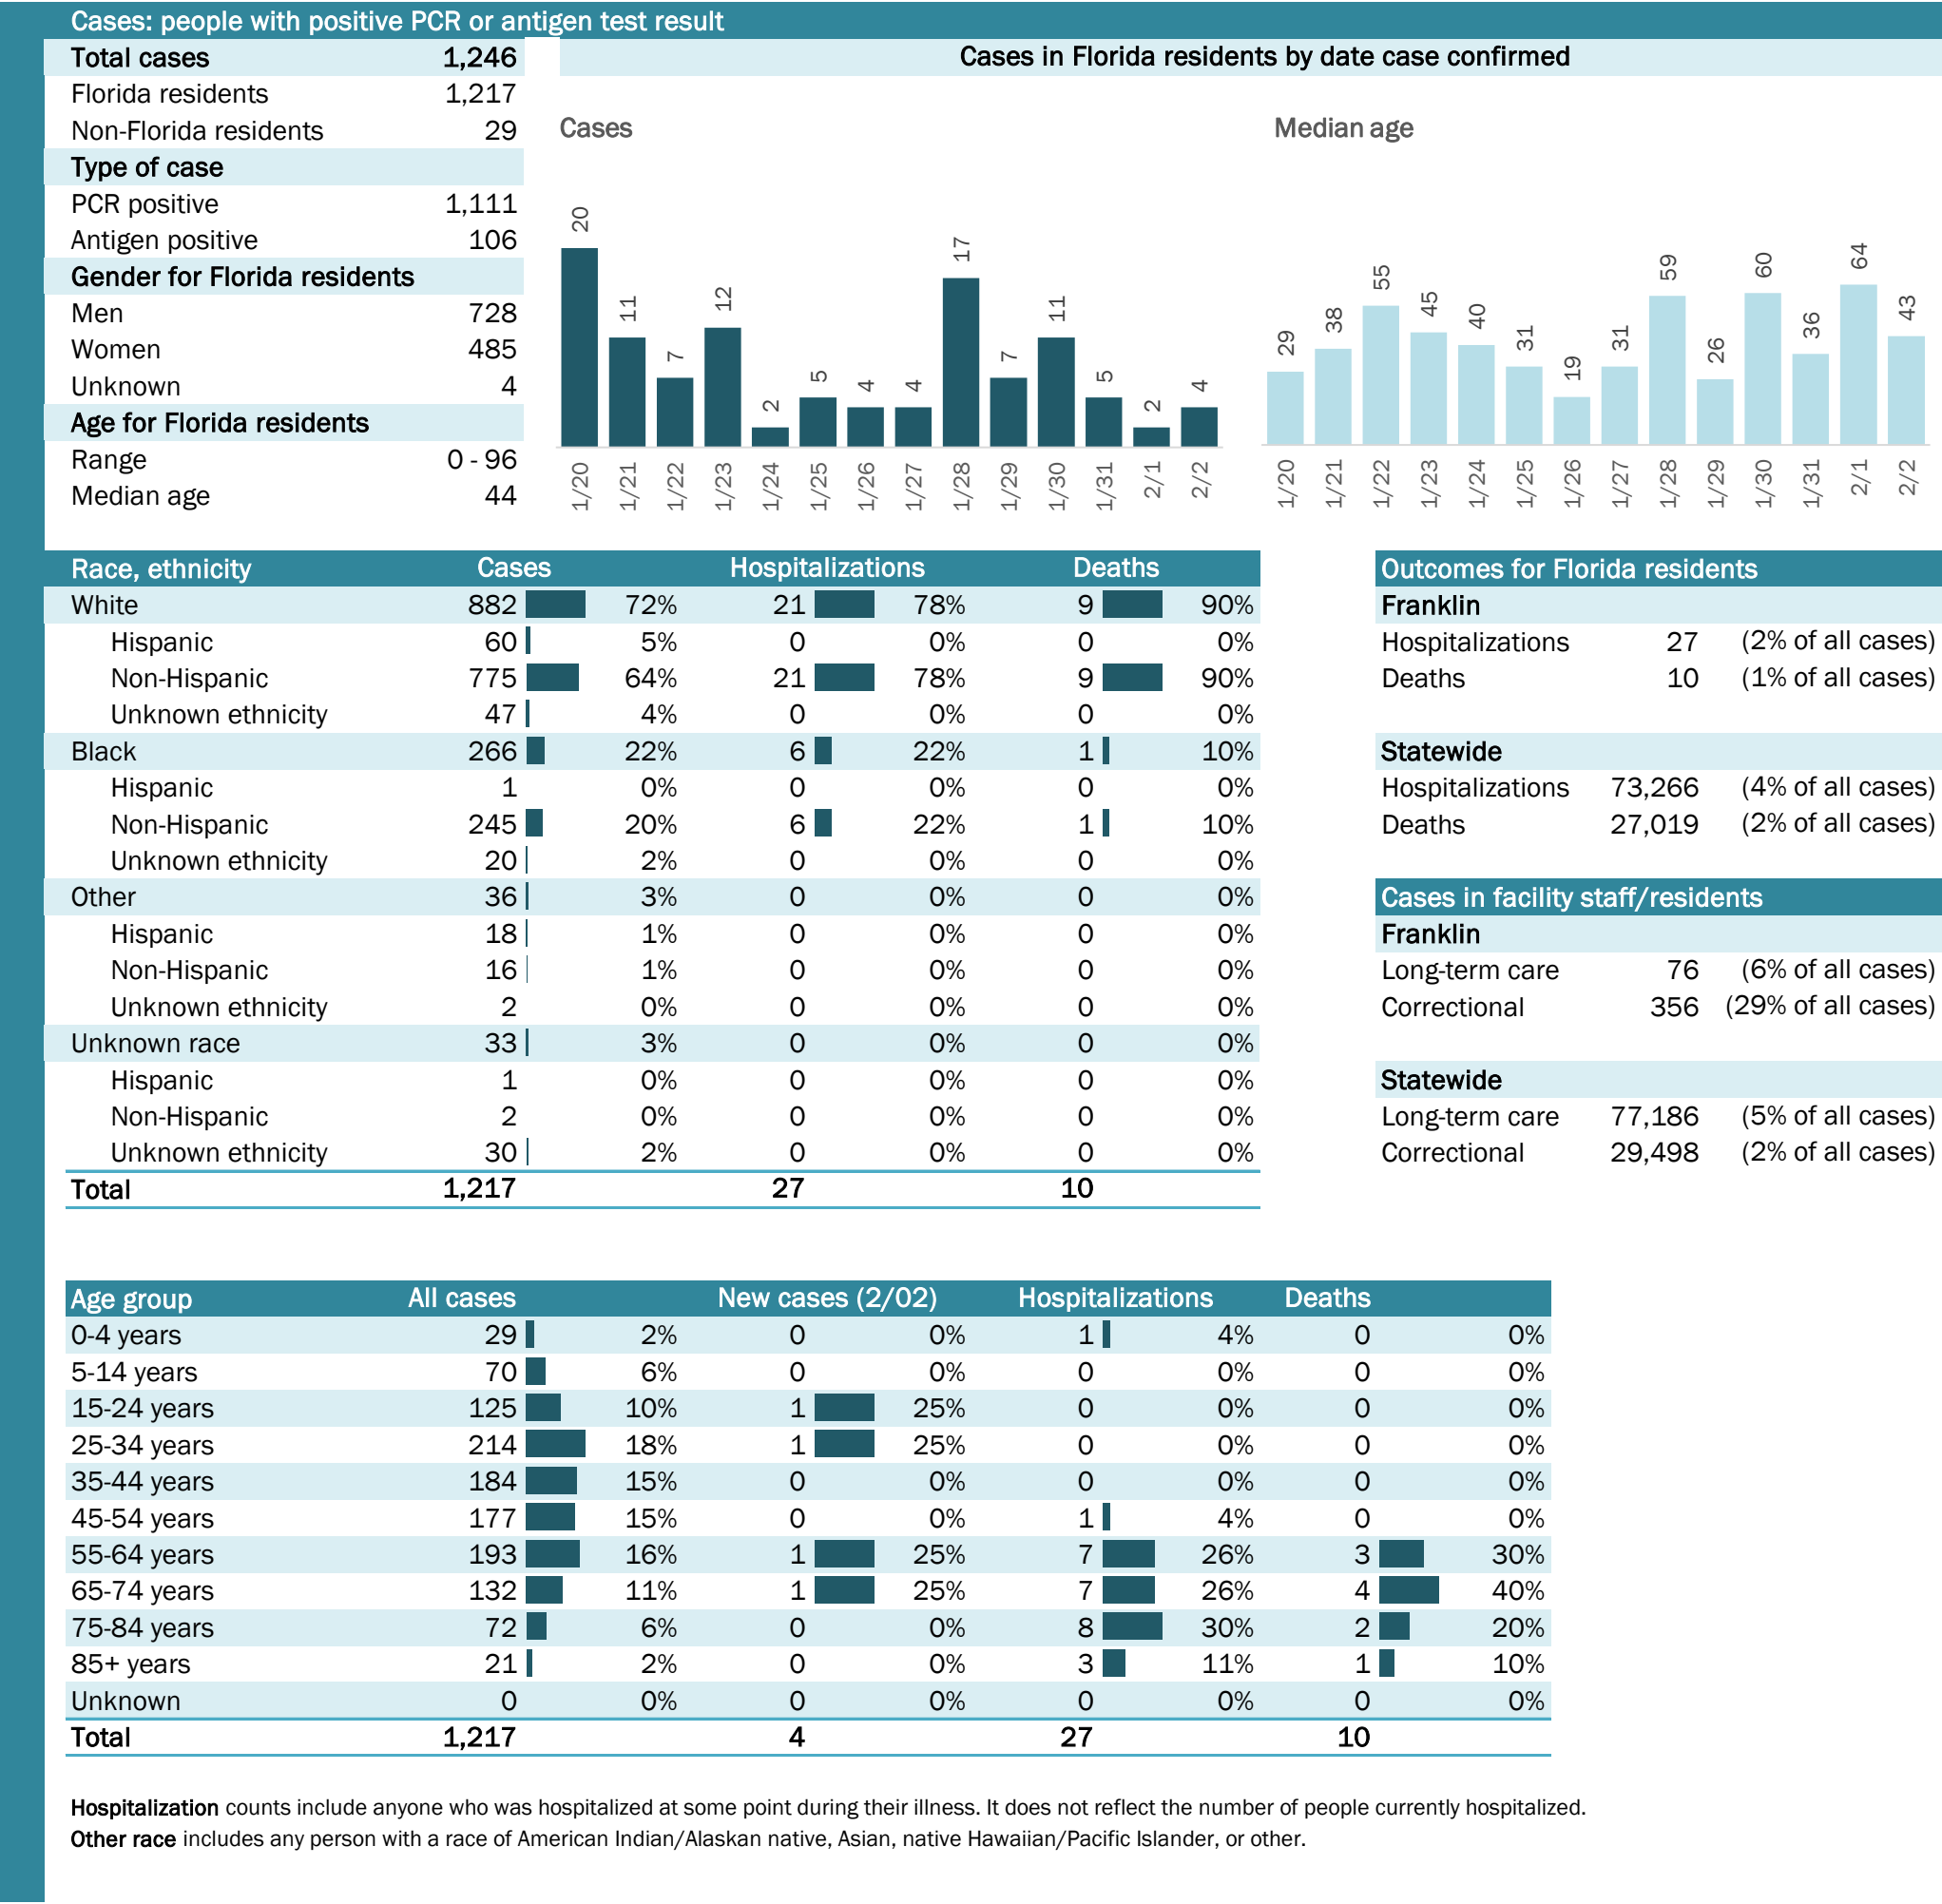 Cases: people with positive PCR or antigen test result
Total cases 1,246
Florida residents 1,217
Non-Florida residents 29
Type of case
PCR positive 1,111
Antigen positive 106
Gender for Florida residents
Men 728
Women 485
Unknown 4
Age for Florida residents
Range 0 - 96
Median age 44
Cases in Florida residents by date case confirmed
Cases
20 11 7 12 2 5 4 4 17 7 11 5 2 4
1/20 1/21 1/22 1/23 1/24 1/25 1/26 1/27 1/28 1/29 1/30 1/31 2/1 2/2
Median age
29 38 55 45 40 31 19 31 59 26 60 36 64 43
1/20 1/21 1/22 1/23 1/24 1/25 1/26 1/27 1/28 1/29 1/30 1/31 2/1 2/2
Race, ethnicity Cases Hospitalizations Deaths
White 882 72% 21 78% 9 90%
Hispanic 60 5% 0 0% 0 0%
Non-Hispanic 775 64% 21 78% 9 90%
Unknown ethnicity 47 4% 0 0% 0 0%
Black 266 22% 6 22% 1 10%
Hispanic 1 0% 0 0% 0 0%
Non-Hispanic 245 20% 6 22% 1 10%
Unknown ethnicity 20 2% 0 0% 0 0%
Other 36 3% 0 0% 0 0%
Hispanic 18 1% 0 0% 0 0%
Non-Hispanic 16 1% 0 0% 0 0%
Unknown ethnicity 2 0% 0 0% 0 0%
Unknown race 33 3% 0 0% 0 0%
Hispanic 1 0% 0 0% 0 0%
Non-Hispanic 2 0% 0 0% 0 0%
Unknown ethnicity 30 2% 0 0% 0 0%
Total 1,217 27 10
Outcomes for Florida residents
Franklin
Hospitalizations 27 (2% of all cases)
Deaths 10 (1% of all cases)
Statewide
Hospitalizations 73,266 (4% of all cases)
Deaths 27,019 (2% of all cases)
Cases in facility staff/residents
Franklin
Long-term care 76 (6% of all cases)
Correctional 356 (29% of all cases)
Statewide
Long-term care 77,186 (5% of all cases)
Correctional 29,498 (2% of all cases)
Age group All cases New cases (2/02) Hospitalizations Deaths
0-4 years 29 2% 0 0% 1 4% 0 0%
5-14 years 70 6% 0 0% 0 0% 0 0%
15-24 years 125 10% 1 25% 0 0% 0 0%
25-34 years 214 18% 1 25% 0 0% 0 0%
35-44 years 184 15% 0 0% 0 0% 0 0%
45-54 years 177 15% 0 0% 1 4% 0 0%
55-64 years 193 16% 1 25% 7 26% 3 30%
65-74 years 132 11% 1 25% 7 26% 4 40%
75-84 years 72 6% 0 0% 8 30% 2 20%
85+ years 21 2% 0 0% 3 11% 1 10%
Unknown 0 0% 0 0% 0 0% 0 0%
Total 1,217 4 27 10
Hospitalization counts include anyone who was hospitalized at some point during their illness. It does not reflect the number of people currently hospitalized.
Other race includes any person with a race of American Indian/Alaskan native, Asian, native Hawaiian/Pacific Islander, or other.